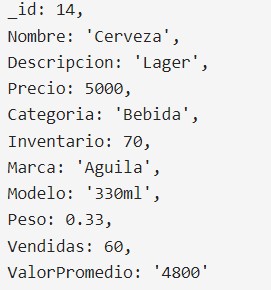 _id: 14,
Nombre: 'Cerveza',
Descripcion: 'Lager',
Precio: 5000,
Categoria: 'Bebida',
Inventario: 70,
Marca: 'Aguila',
Modelo: '330ml',
Peso: 0.33,
Vendidas: 60,
ValorPromedio: '4800'